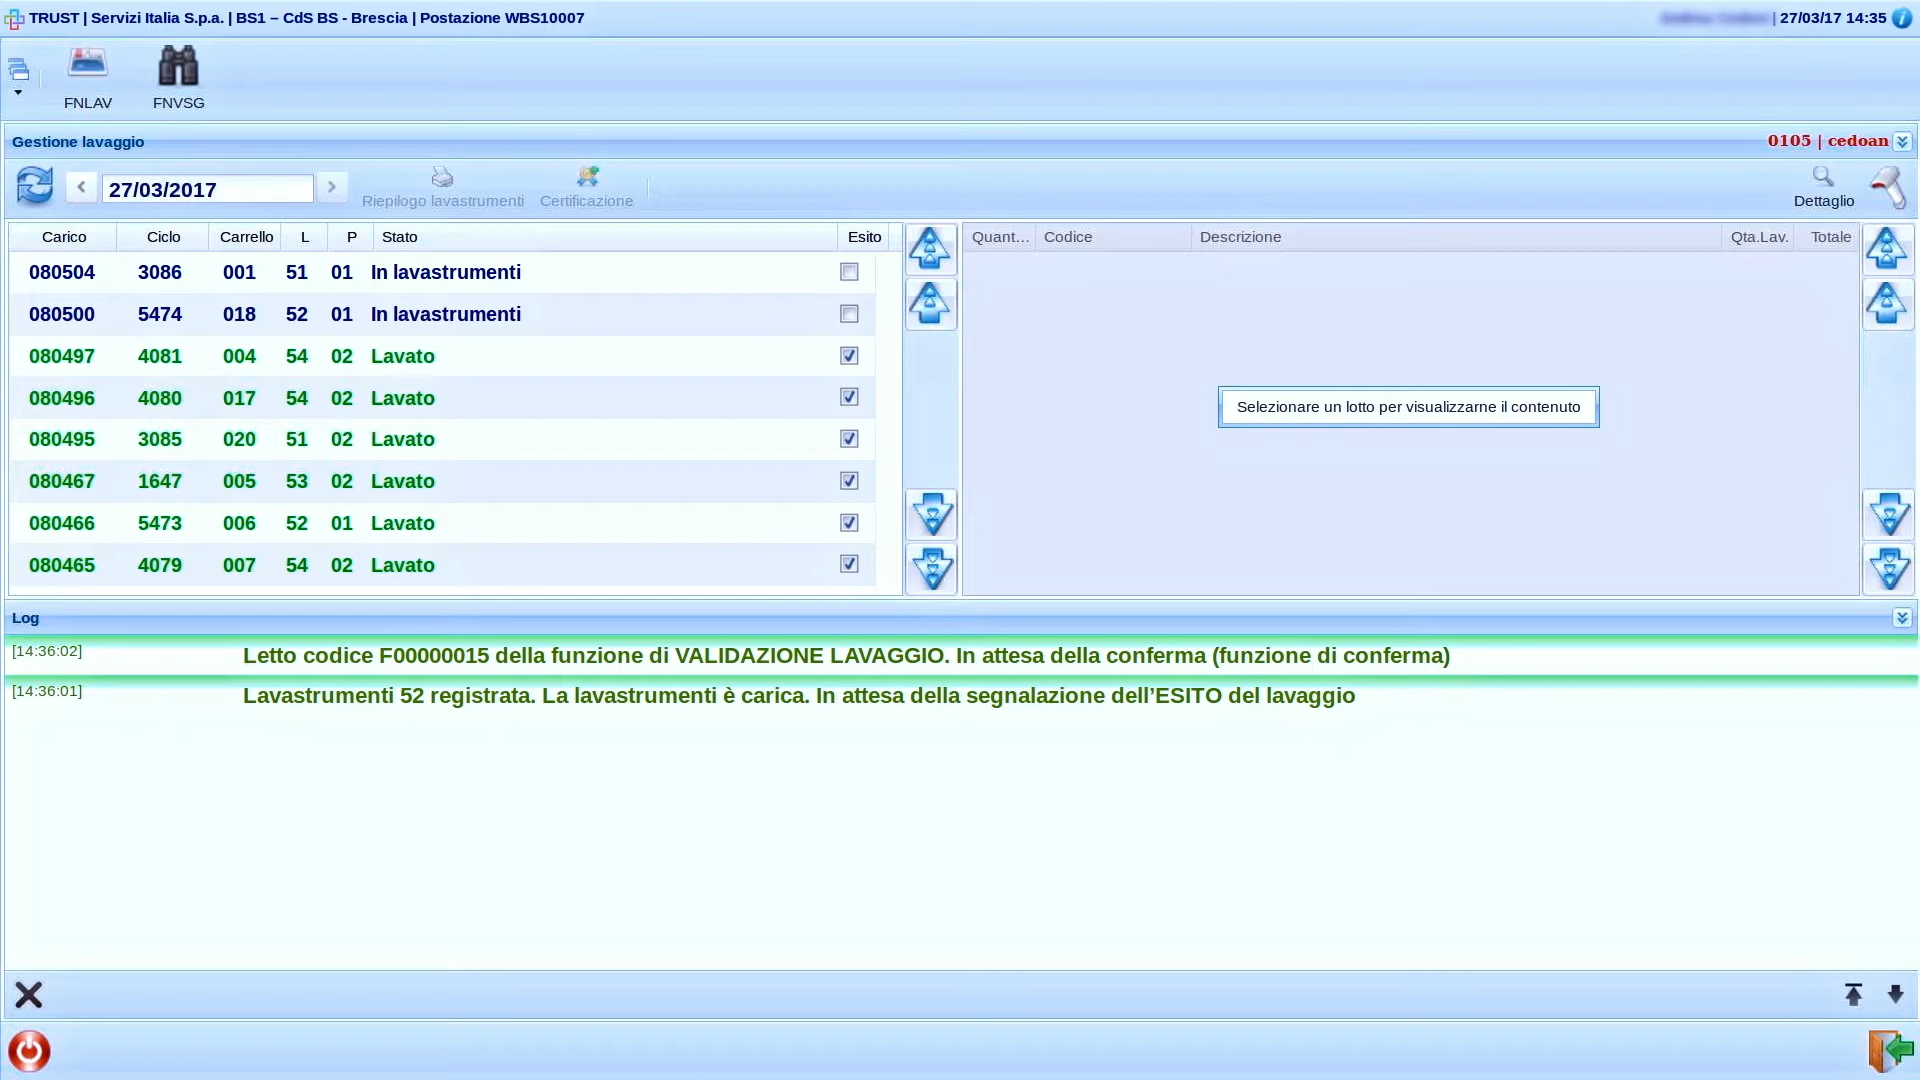 TRUST | Servizi Italia S.p.a. | BS1 – CdS BS - Brescia | Postazione WBS10007
| 27/03/17 14:35
FNLAV FNVSG
Gestione lavaggio
0105 | cedoan
27/03/2017
Riepilogo lavastrumenti Certificazione
Dettaglio
Carico Ciclo Carrello L P Stato Esito
080504 3086 001 51 01 In lavastrumenti
080500 5474 018 52 01 In lavastrumenti
080497 4081 004 54 02 Lavato
080496 4080 017 54 02 Lavato
080495 3085 020 51 02 Lavato
080467 1647 005 53 02 Lavato
080466 5473 006 52 01 Lavato
080465 4079 007 54 02 Lavato
Quant... Codice Descrizione Qta.Lav. Totale
Selezionare un lotto per visualizzarne il contenuto
Log
[14:36:02] Letto codice F00000015 della funzione di VALIDAZIONE LAVAGGIO. In attesa della conferma (funzione di conferma)
[14:36:01] Lavastrumenti 52 registrata. La lavastrumenti è carica. In attesa della segnalazione dell’ESITO del lavaggio